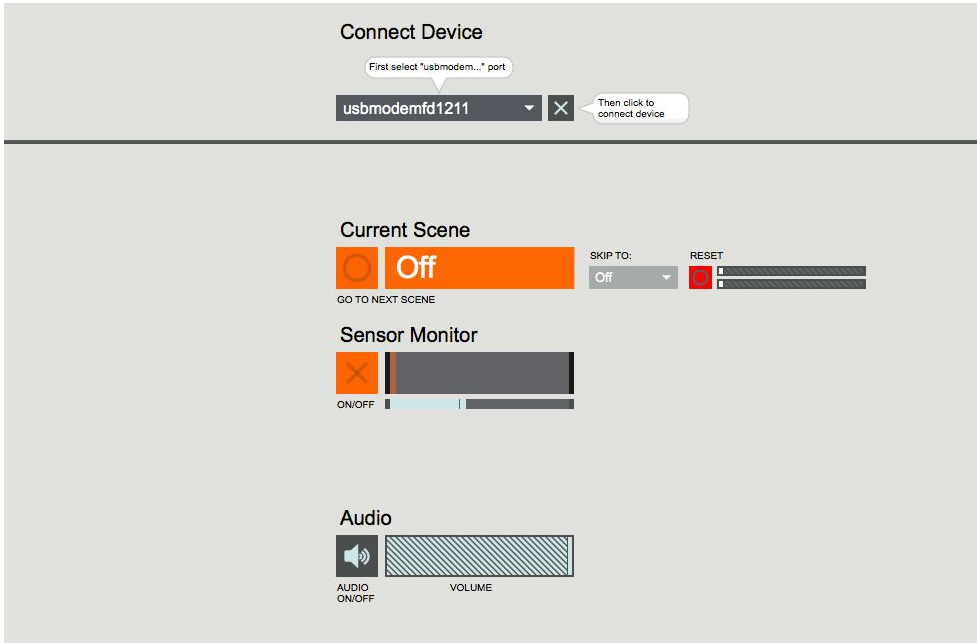 Connect Device
First select "usbmodem..." port
usbmodemfd1211
Then click to
connect device
Current Scene
Off
SKIP TO:
Off
RESET
GO TO NEXT SCENE
Sensor Monitor
ON/OFF
Audio
AUDIO
ON/OFF
VOLUME